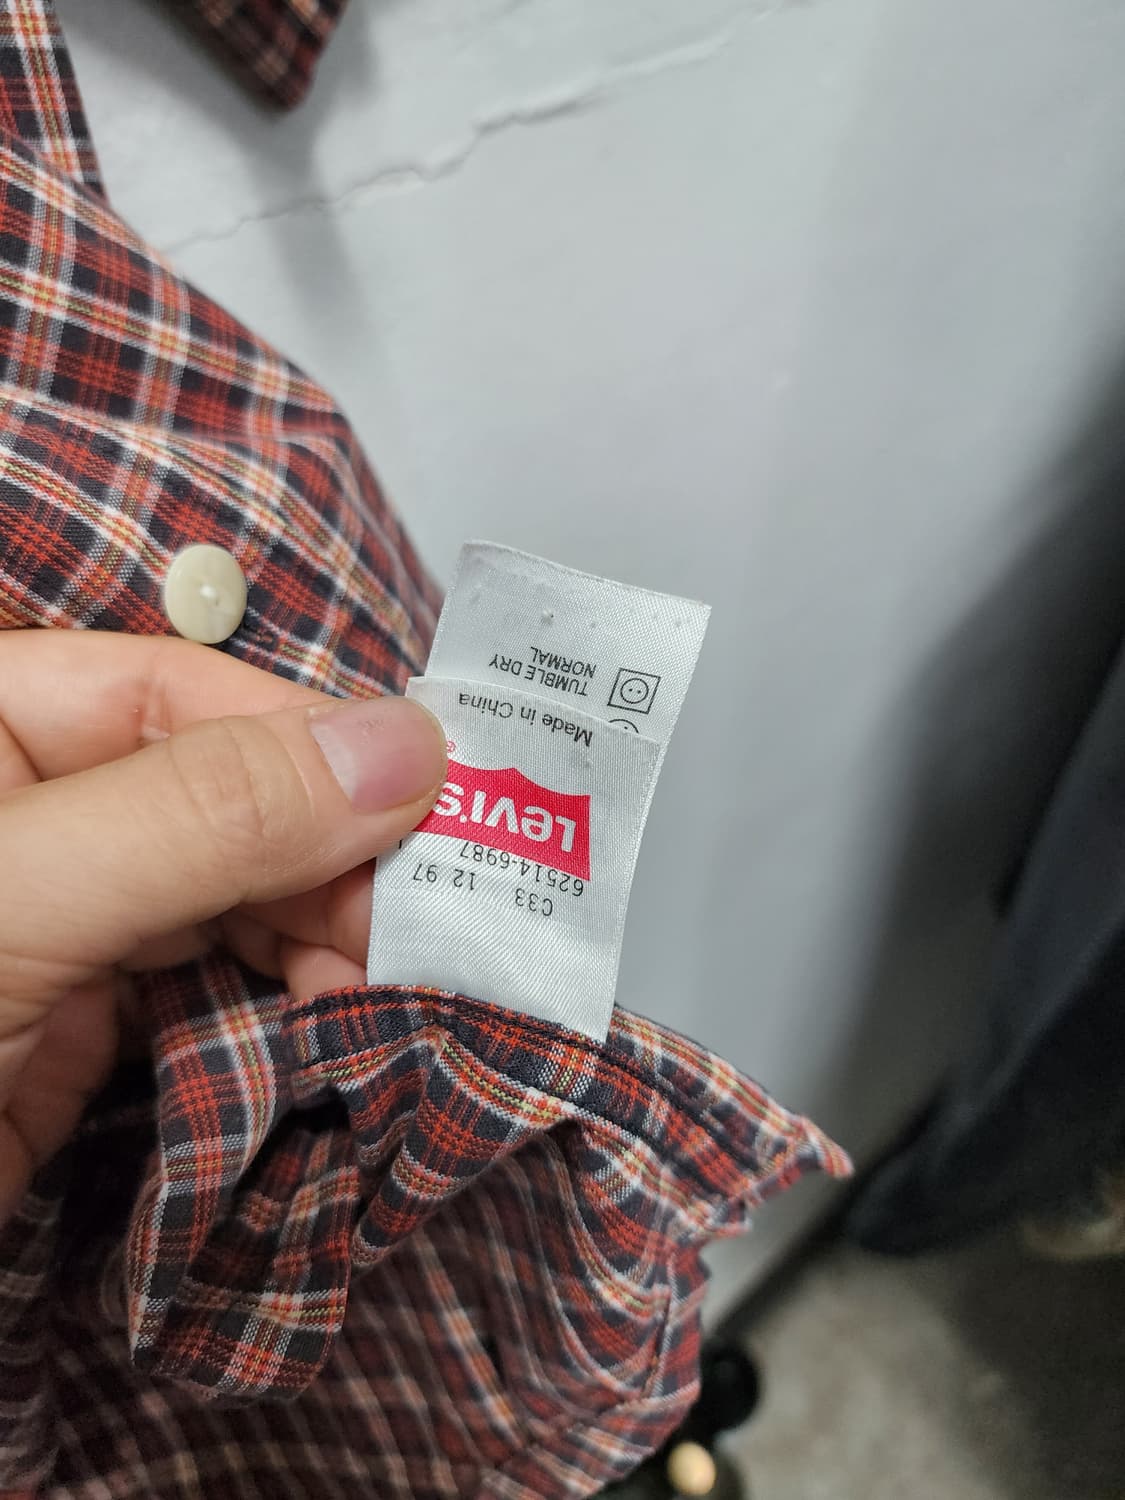 C33 12 97
62514-6987
Levi's
®
Made in China
TUMBLE DRY
NORMAL